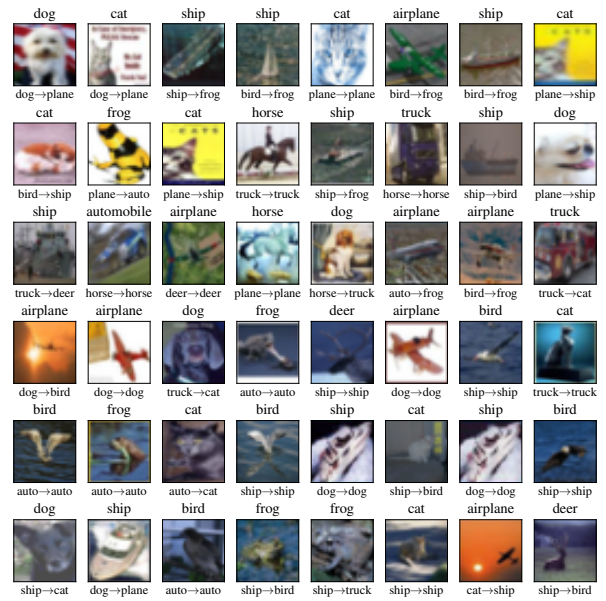 dog cat ship ship cat airplane ship cat
dog→plane dog→plane ship→frog bird→frog plane→plane bird→frog bird→frog plane→ship
cat frog cat horse ship truck ship dog
CATS
bird→ship plane→auto plane→ship truck→truck ship→frog horse→horse ship→bird plane→ship
ship automobile airplane horse dog airplane airplane truck
truck→deer horse→horse deer→deer plane→plane horse→truck auto→frog bird→frog truck→cat
airplane airplane dog frog deer airplane bird cat
dog→bird dog→dog truck→cat auto→auto ship→ship dog→dog ship→ship truck→truck
bird frog cat bird ship cat ship bird
auto→auto auto→auto auto→cat ship→ship dog→dog ship→bird dog→dog ship→ship
dog ship bird frog frog cat airplane deer
ship→cat dog→plane auto→auto ship→bird ship→truck ship→ship cat→ship ship→bird